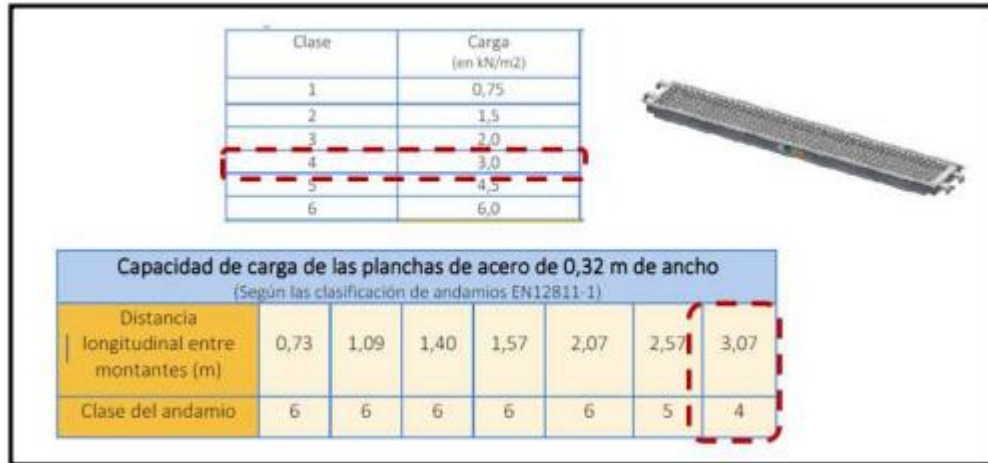 Clase Carga
(en kN/m2)
1 0,75
2 1,5
3 2,0
4 3,0
5 4,5
6 6,0
Capacidad de carga de las planchas de acero de 0,32 m de ancho
(Según las clasificación de andamios EN12811-1)
Distancia
longitudinal entre 0,73 1,09 1,40 1,57 2,07 2,57 3,07
montantes (m)
Clase del andamio 6 6 6 6 6 5 4